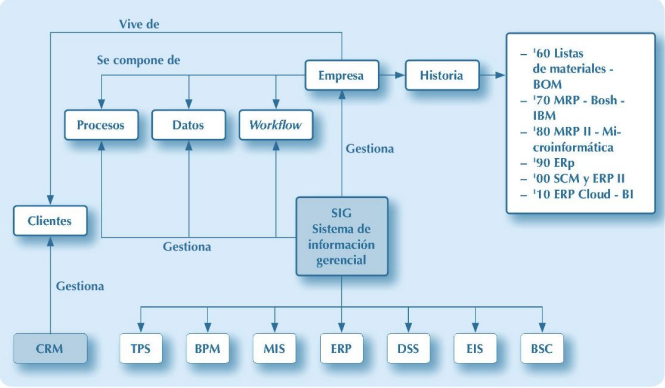 Vive de
Se compone de
Empresa
Historia
– '60 Listas
de materiales -
BOM
– '70 MRP - Bosh -
IBM
– '80 MRP II - Mi-
croinformática
– '90 ERp
– '00 SCM y ERP II
– '10 ERP Cloud - BI
Procesos
Datos
Workflow
Gestiona
Clientes
SIG
Sistema de
información
gerencial
Gestiona
Gestiona
CRM
TPS
BPM
MIS
ERP
DSS
EIS
BSC